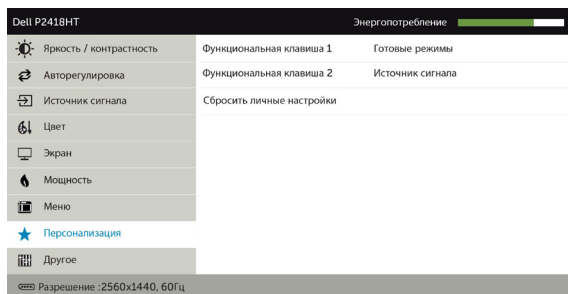 Dell P2418HT Энергопотребление
Яркость / контрастность Функциональная клавиша 1 Готовые режимы
Авторегулировка Функциональная клавиша 2 Источник сигнала
Источник сигнала Сбросить личные настройки
Цвет
Экран
Мощность
Меню
Персонализация
Другое
Разрешение :2560x1440, 60Гц